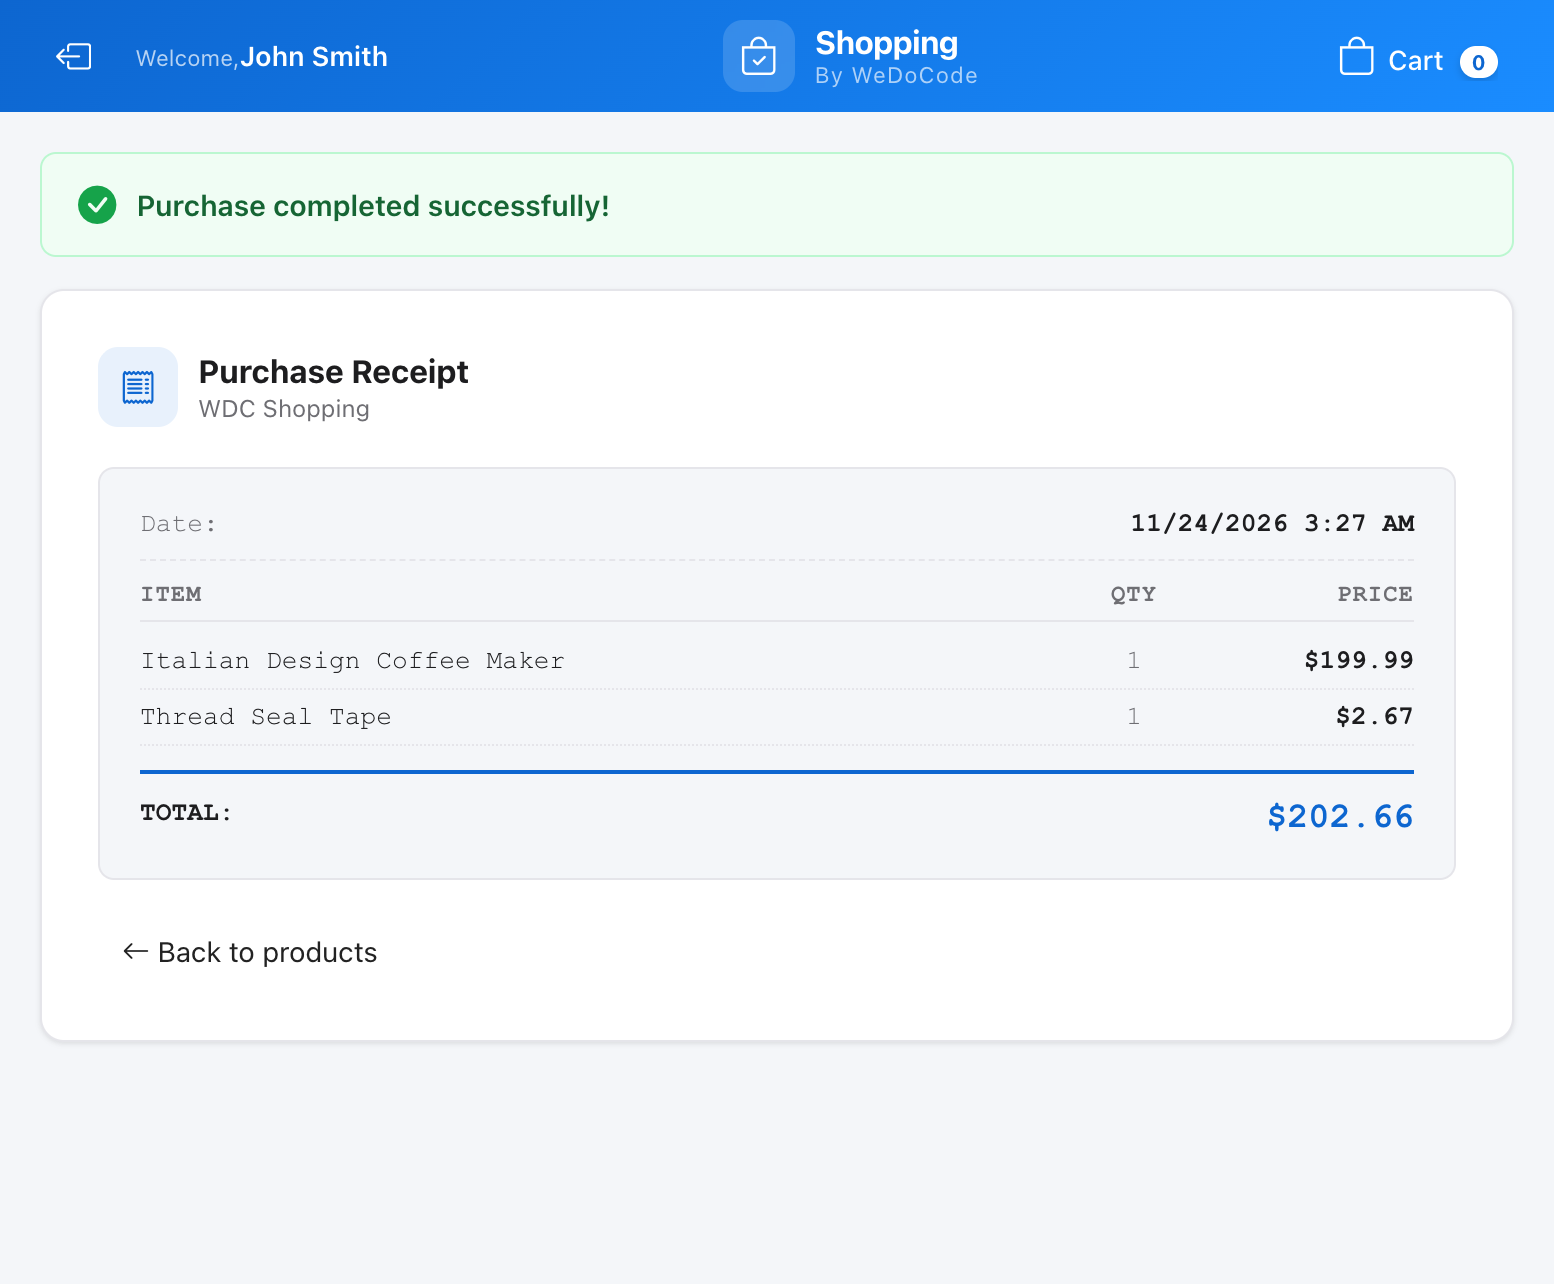 Welcome,John Smith
Shopping
By WeDoCode
Cart 0
Purchase completed successfully!
Purchase Receipt
WDC Shopping
Date: 11/24/2026 3:27 AM
ITEM QTY PRICE
Italian Design Coffee Maker 1 $199.99
Thread Seal Tape 1 $2.67
TOTAL: $202.66
← Back to products